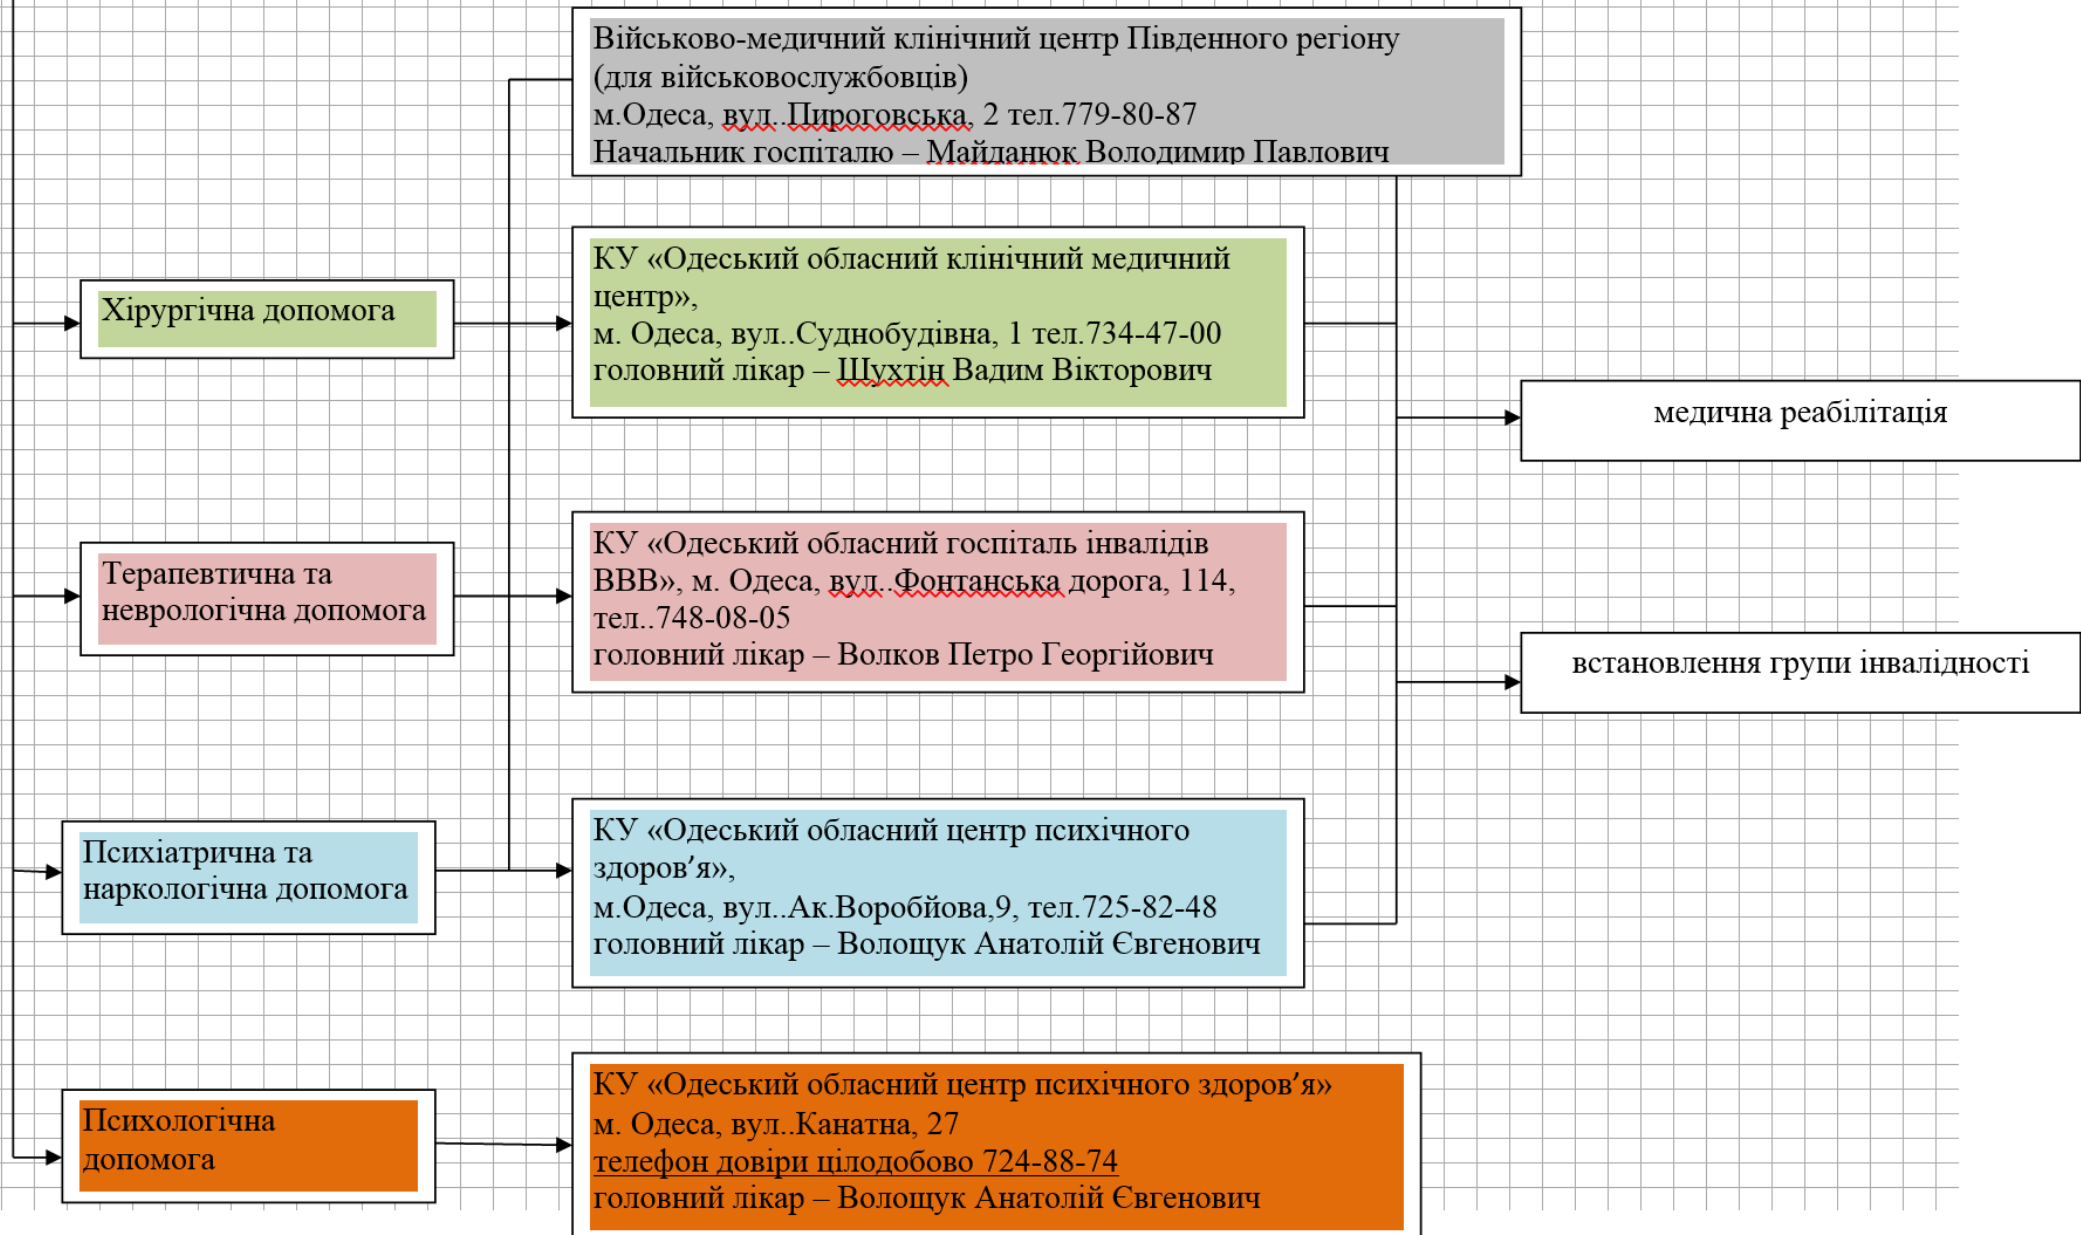 Військово-медичний клінічний центр Південного регіону
(для військовослужбовців)
м.Одеса, вул..Пироговська, 2 тел.779-80-87
Начальник госпіталю – Майданюк Володимир Павлович
Хірургічна допомога
КУ «Одеський обласний клінічний медичний
центр»,
м. Одеса, вул..Суднобудівна, 1 тел.734-47-00
головний лікар – Шухтін Вадим Вікторович
медична реабілітація
Терапевтична та
неврологічна допомога
КУ «Одеський обласний госпіталь інвалідів
ВВВ», м. Одеса, вул.. Фонтанська дорога, 114,
тел..748-08-05
головний лікар – Волков Петро Георгійович
встановлення групи інвалідності
Психіатрична та
наркологічна допомога
КУ «Одеський обласний центр психічного
здоров’я»,
м.Одеса, вул..Ак.Воробйова,9, тел.725-82-48
головний лікар – Волощук Анатолій Євгенович
Психологічна
допомога
КУ «Одеський обласний центр психічного здоров’я»
м. Одеса, вул..Канатна, 27
телефон довіри цілодобово 724-88-74
головний лікар – Волощук Анатолій Євгенович